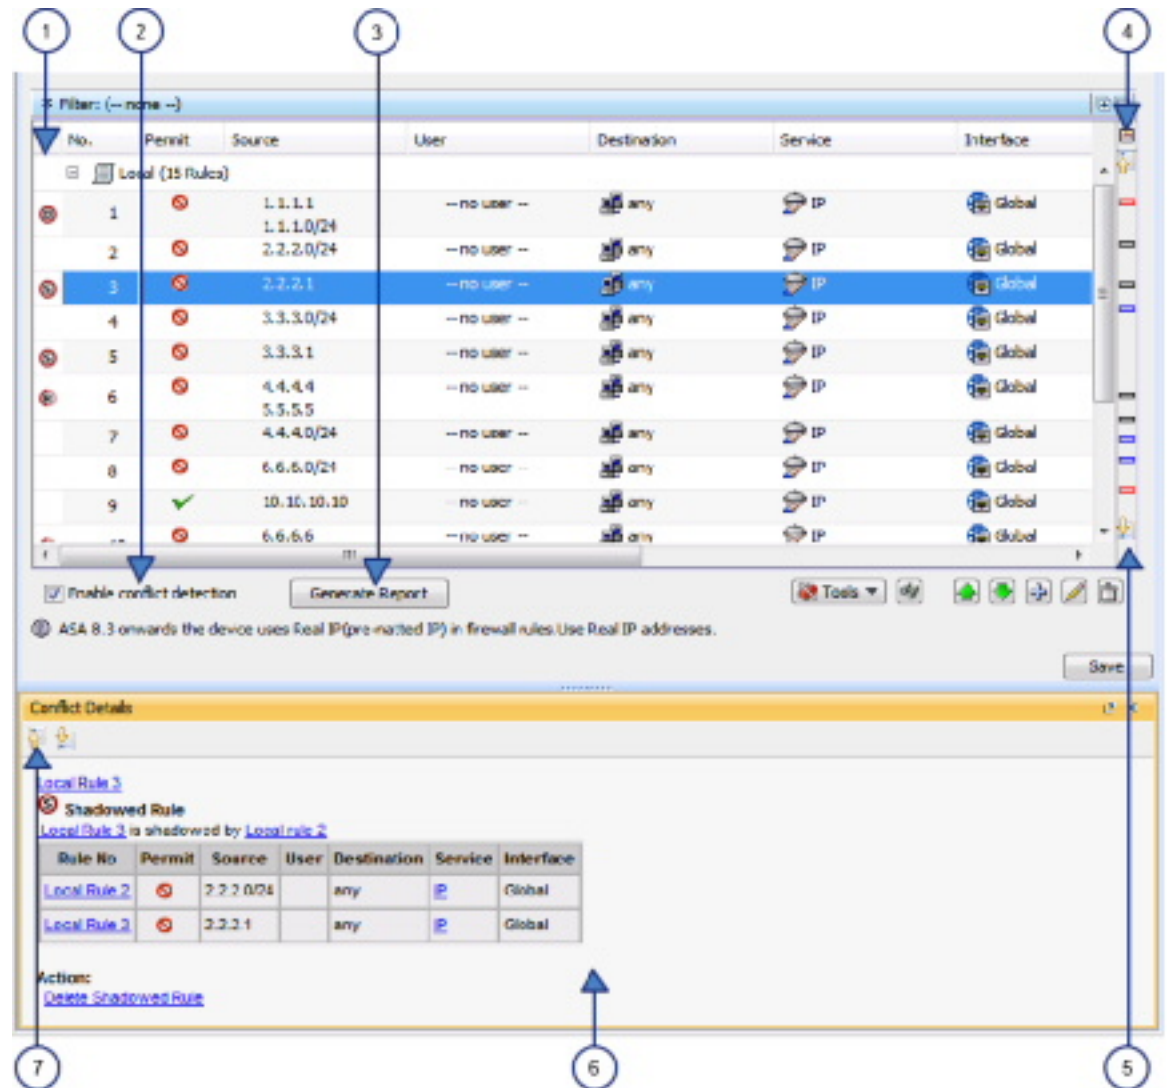 1 2 3 4
Filter: (-- none --)
No. Permit Source User Destination Service Interface
Local (15 Rules)
1 1.1.1.1 -- no user -- any IP Global
1.1.1.0/24
2 2.2.2.0/24 -- no user -- any IP Global
3 2.2.2.1 -- no user -- any IP Global
4 3.3.3.0/24 -- no user -- any IP Global
5 3.3.3.1 -- no user -- any IP Global
6 4.4.4.4 -- no user -- any IP Global
5.5.5.5
7 4.4.4.0/24 -- no user -- any IP Global
8 6.6.6.0/24 -- no user -- any IP Global
9 10.10.10.10 -- no user -- any IP Global
6.6.6.6 -- no user -- any IP Global
Enable conflict detection Generate Report Tools
ASA 8.3 onwards the device uses Real IP(pre-natted IP) in firewall rules.Use Real IP addresses.
Save
Conflict Details
Local Rule 3
Shadowed Rule
Local Rule 3 is shadowed by Local rule 2
Rule No Permit Source User Destination Service Interface
Local Rule 2 2.2.2.0/24 any IP Global
Local Rule 3 2.2.2.1 any IP Global
Action:
Delete Shadowed Rule
7 6 5